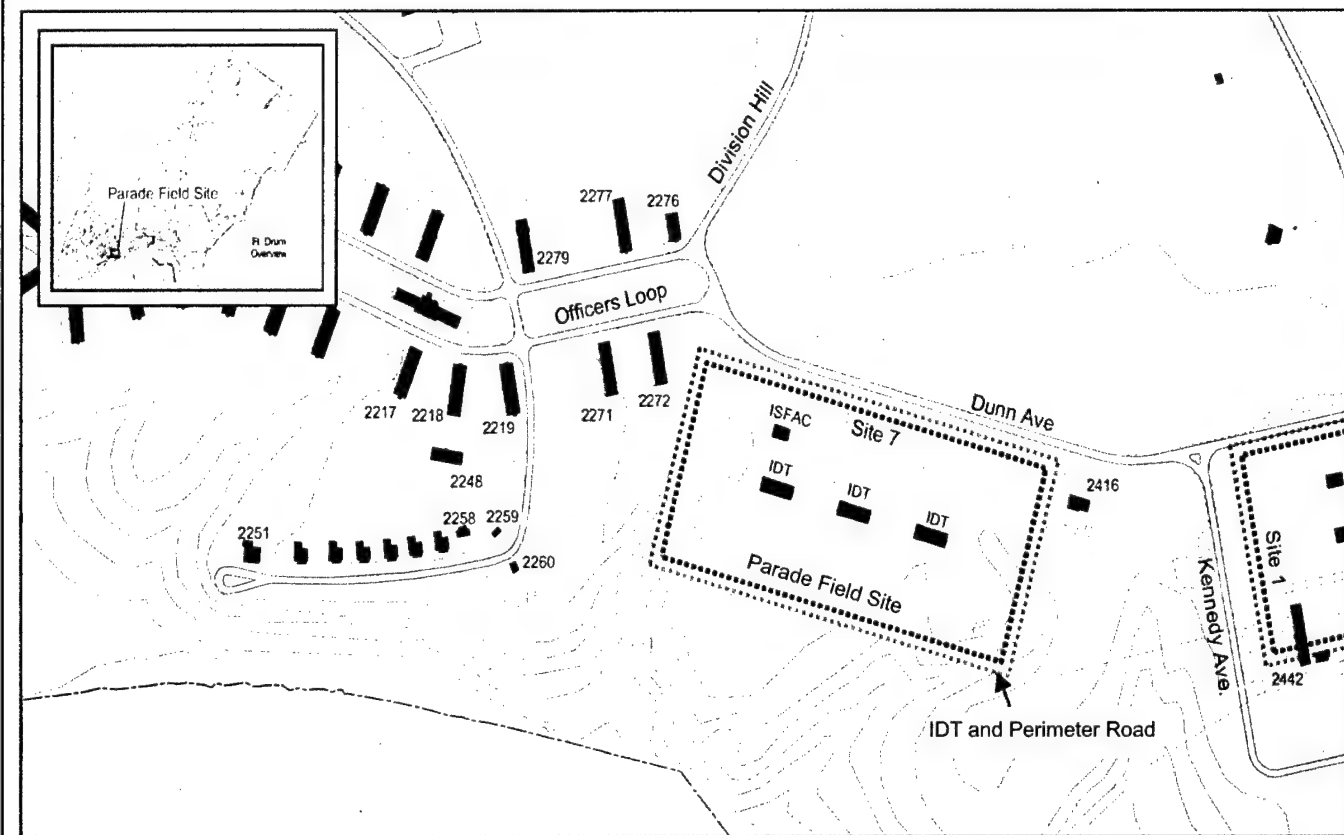 Parade Field Site
Ft. Drum
Overview
Division Hill
2277
2276
2279
Officers Loop
2217
2218
2219
2271
2272
2248
2251
2258
2259
2260
Dunn Ave
ISFAC
Site 7
IDT
IDT
IDT
2416
Parade Field Site
Site 1
Kennedy Ave.
2442
IDT and Perimeter Road